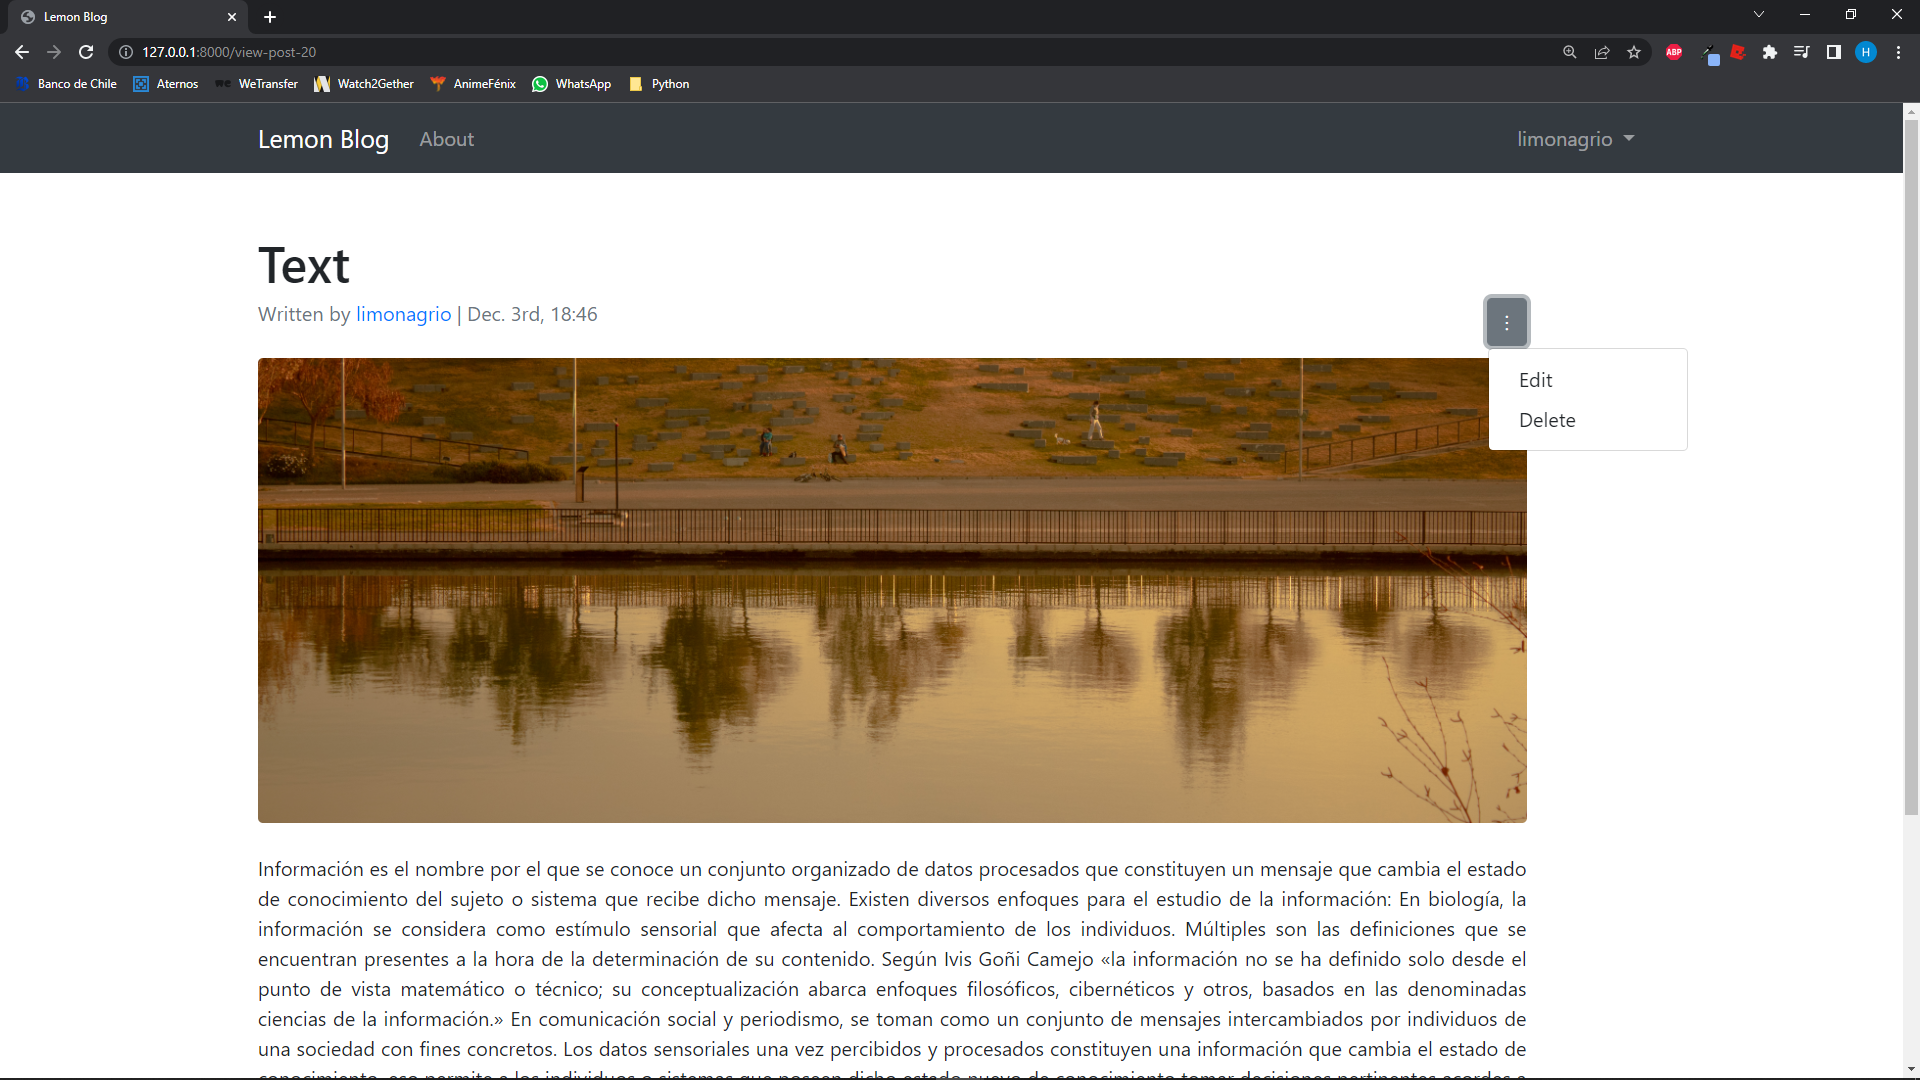 Lemon Blog
127.0.0.1:8000/view-post-20
ABP
H
Banco de Chile
Aternos
we WeTransfer
Watch2Gether
AnimeFénix
WhatsApp
Python
Lemon Blog
About
limonagrio
Text
Written by limonagrio | Dec. 3rd, 18:46
Edit
Delete
Información es el nombre por el que se conoce un conjunto organizado de datos procesados que constituyen un mensaje que cambia el estado
de conocimiento del sujeto o sistema que recibe dicho mensaje. Existen diversos enfoques para el estudio de la información: En biología, la
información se considera como estímulo sensorial que afecta al comportamiento de los individuos. Múltiples son las definiciones que se
encuentran presentes a la hora de la determinación de su contenido. Según Ivis Goñi Camejo «la información no se ha definido solo desde el
punto de vista matemático o técnico; su conceptualización abarca enfoques filosóficos, cibernéticos y otros, basados en las denominadas
ciencias de la información.» En comunicación social y periodismo, se toman como un conjunto de mensajes intercambiados por individuos de
una sociedad con fines concretos. Los datos sensoriales una vez percibidos y procesados constituyen una información que cambia el estado de